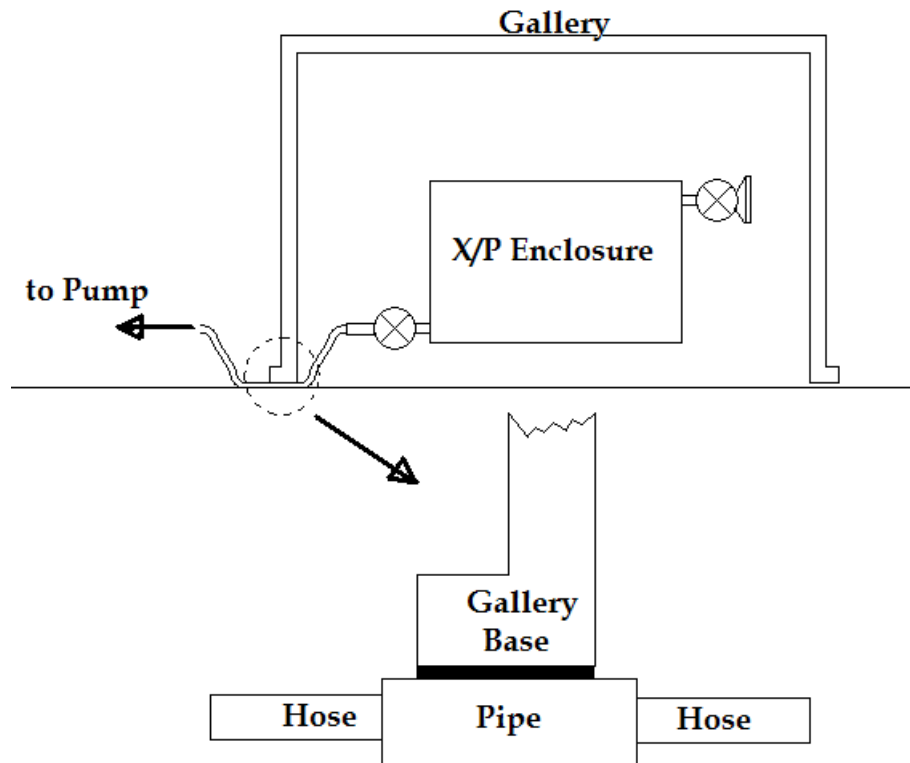 Gallery
X/P Enclosure
to Pump
Gallery
Base
Hose
Pipe
Hose